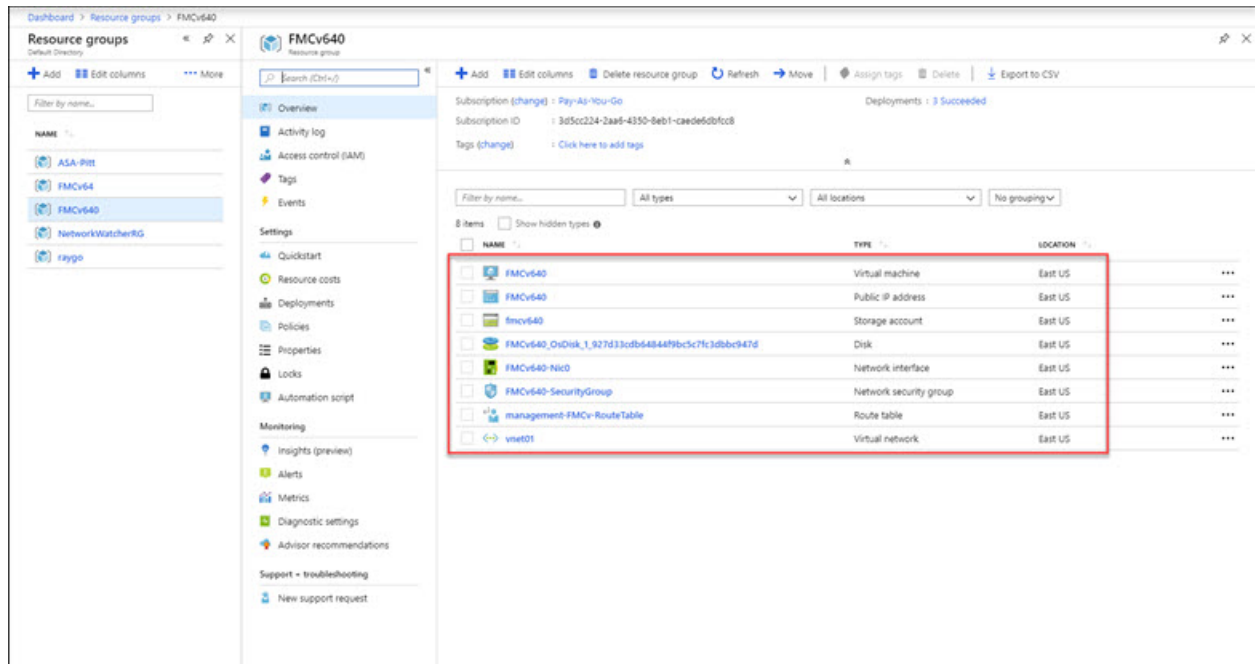 Dashboard > Resource groups > FMCv640
Resource groups
Default Directory
Add Edit columns More
Filter by name...
NAME
ASA-Pitt
FMCv64
FMCv640
NetworkWatcherRG
raygo
FMCv640
Resource group
Search (Ctrl+/)
Overview
Activity log
Access control (IAM)
Tags
Events
Settings
Quickstart
Resource costs
Deployments
Policies
Properties
Locks
Automation script
Monitoring
Insights (preview)
Alerts
Metrics
Diagnostic settings
Advisor recommendations
Support + troubleshooting
New support request
Add Edit columns Delete resource group Refresh Move Assign tags Delete Export to CSV
Subscription (change) : Pay-As-You-Go Deployments : 3 Succeeded
Subscription ID : 3d5cc224-2aa6-4350-8eb1-caede6dbfcc8
Tags (change) : Click here to add tags
Filter by name... All types All locations No grouping
8 items Show hidden types
NAME TYPE LOCATION
FMCv640 Virtual machine East US
FMCv640 Public IP address East US
fmcv640 Storage account East US
FMCv640_OsDisk_1_927d33cdb64844f9bc5c7fc3dbbc947d Disk East US
FMCv640-Nic0 Network interface East US
FMCv640-SecurityGroup Network security group East US
management-FMCv-RouteTable Route table East US
vnet01 Virtual network East US